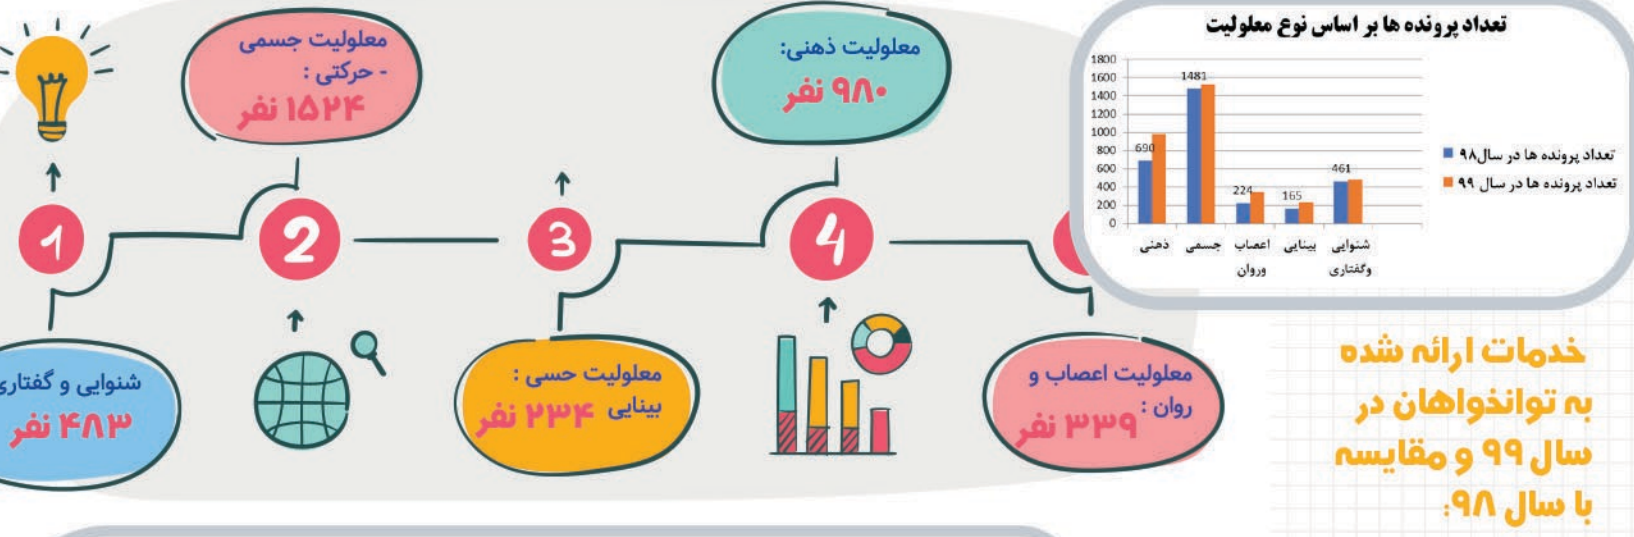 معلولیت جسمی
- حرکتی :
۱۵۲۴ نفر
معلولیت ذهنی:
۹۸۰ نفر
1
2
3
4
شنوایی و گفتاری
۴۸۳ نفر
معلولیت حسی :
بینایی ۲۳۴ نفر
معلولیت اعصاب و
روان :
۳۳۹ نفر
تعداد پرونده ها بر اساس نوع معلولیت
1800
1600
1400
1200
1000
800
600
400
200
0
690
1481
224
165
461
ذهنی
جسمی
اعصاب
وروان
بینایی
شنوایی
وگفتاری
تعداد پرونده ها در سال۹۸
تعداد پرونده ها در سال ۹۹
خدمات ارائه شده
به توانخواهان در
سال ۹۹ و مقایسه
با سال ۹۸: